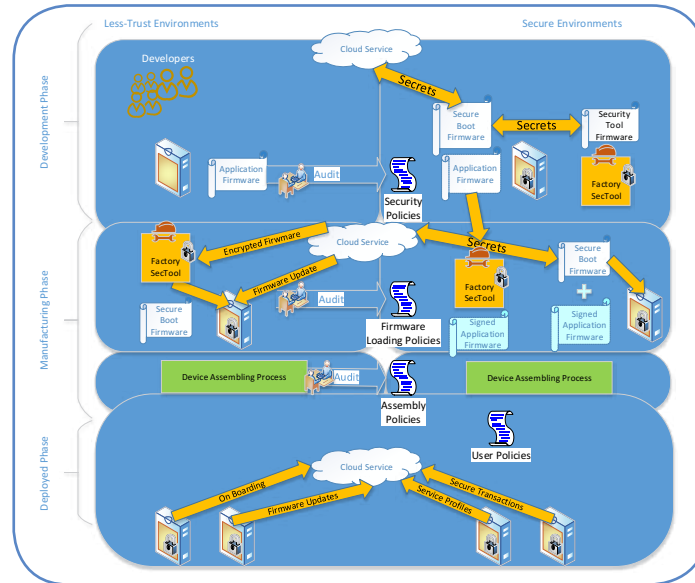 Less-Trust Environments
Secure Environments
Development Phase
Cloud Service
Developers
Secrets
Secure
Boot
Firmware
Secrets
Security
Tool
Firmware
Application
Firmware
Audit
Security
Policies
Application
Firmware
Factory
SecTool
Manufacturing Phase
Factory
SecTool
Encrypted Firwmare
Cloud Service
Secrets
Secure
Boot
Firmware
Firmware Update
Factory
SecTool
Secure
Boot
Firmware
Audit
Firmware
Loading Policies
Signed
Application
Firmware
+
Signed
Application
Firmware
Device Assembling Process
Audit
Assembly
Policies
Device Assembling Process
Deployed Phase
User Policies
Cloud Service
On Boarding
Firmware Updates
Service Profiles
Secure Transactions